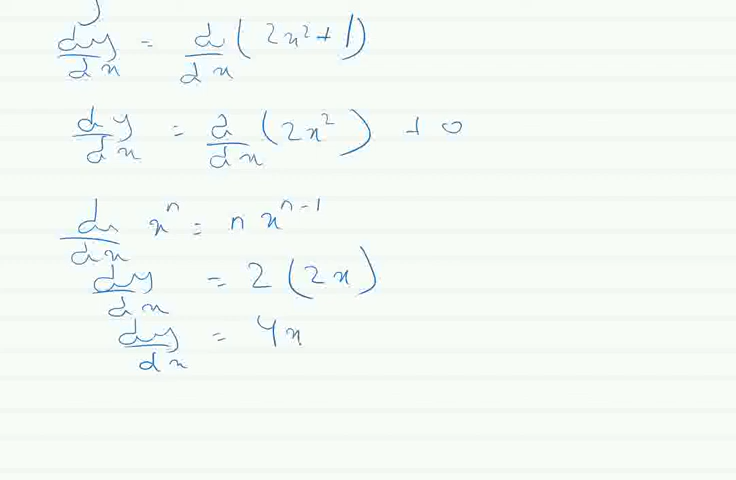 dy/dx = d/dx (2x² + 1)
dy/dx = d/dx (2x²) + 0
d/dx xⁿ = n xⁿ⁻¹
dy/dx = 2 (2x)
dy/dx = 4x